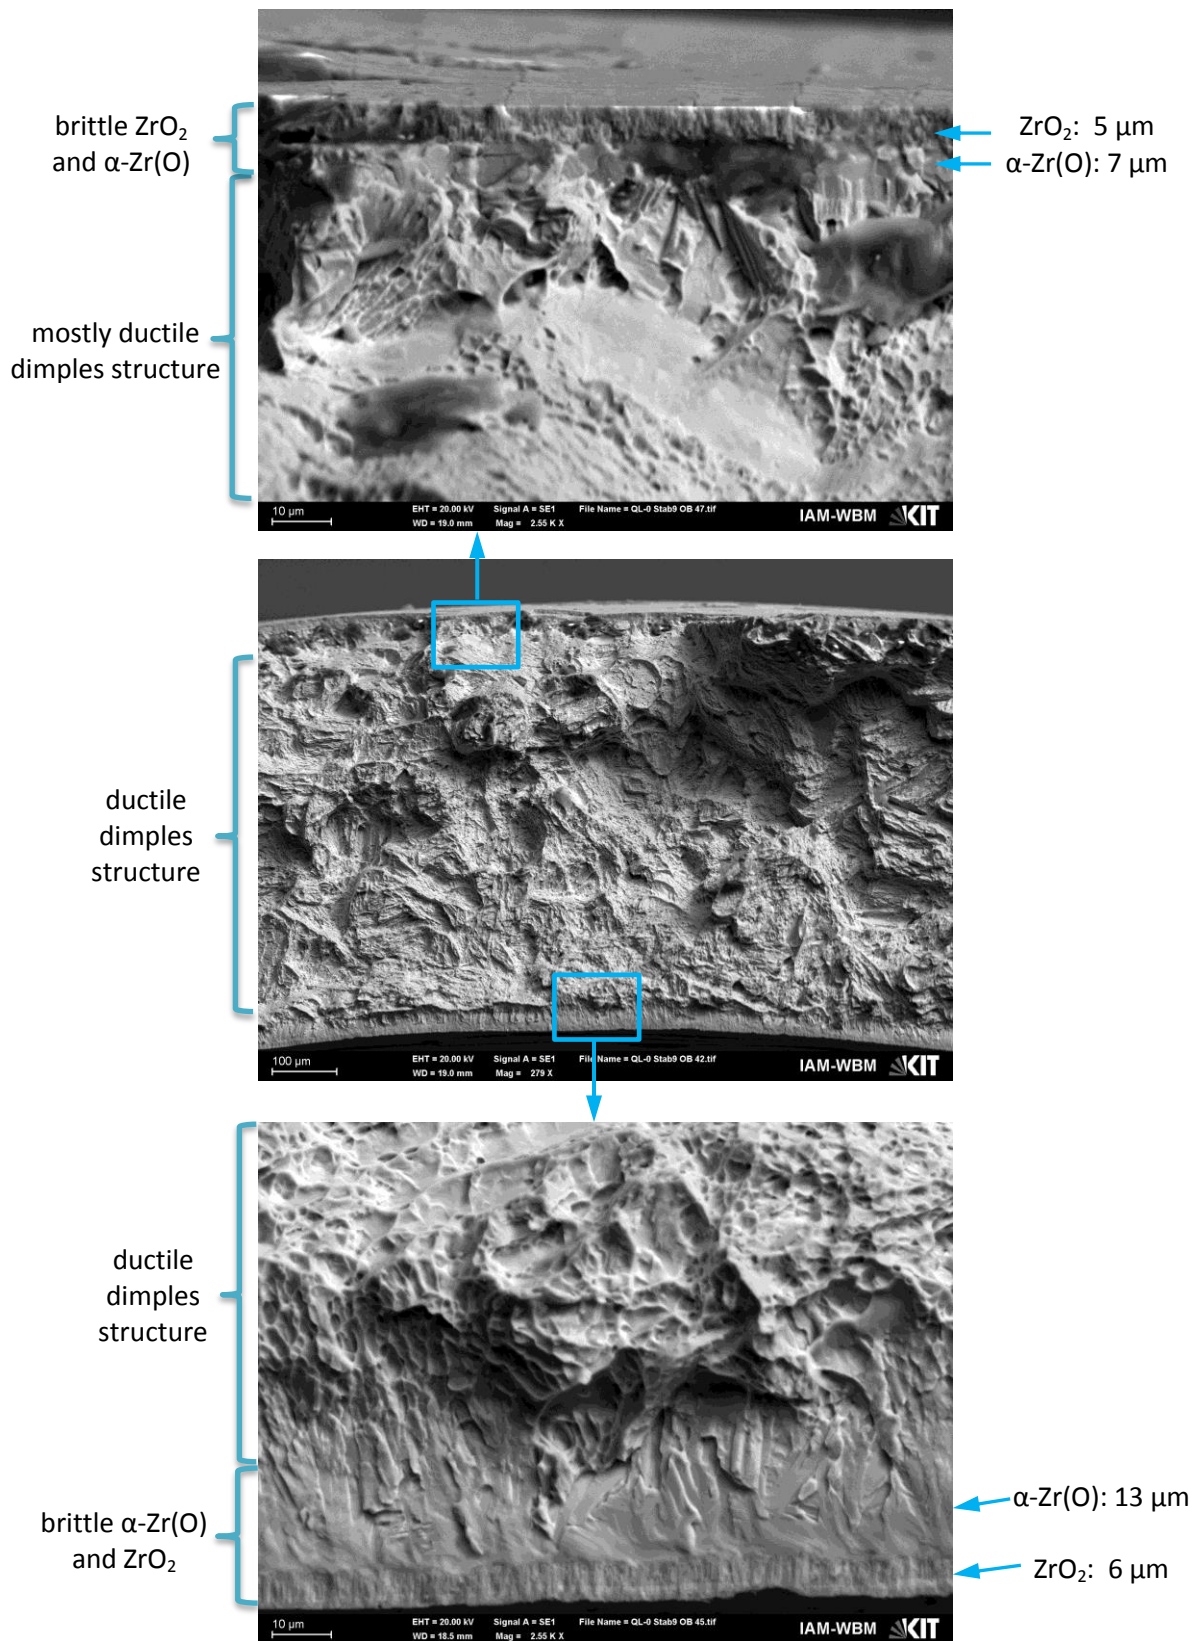 brittle ZrO₂
and α-Zr(O)
ZrO₂: 5 µm
α-Zr(O): 7 µm
mostly ductile
dimples structure
10 µm
EHT = 20.00 kV Signal A = SE1 File Name = QL-0 Stab9 OB 47.tif
WD = 19.0 mm Mag = 2.55 K X
IAM-WBM KIT
ductile
dimples
structure
100 µm
EHT = 20.00 kV Signal A = SE1 File Name = QL-0 Stab9 OB 42.tif
WD = 19.0 mm Mag = 279 X
IAM-WBM KIT
ductile
dimples
structure
brittle α-Zr(O)
and ZrO₂
α-Zr(O): 13 µm
ZrO₂: 6 µm
10 µm
EHT = 20.00 kV Signal A = SE1 File Name = QL-0 Stab9 OB 45.tif
WD = 18.5 mm Mag = 2.55 K X
IAM-WBM KIT